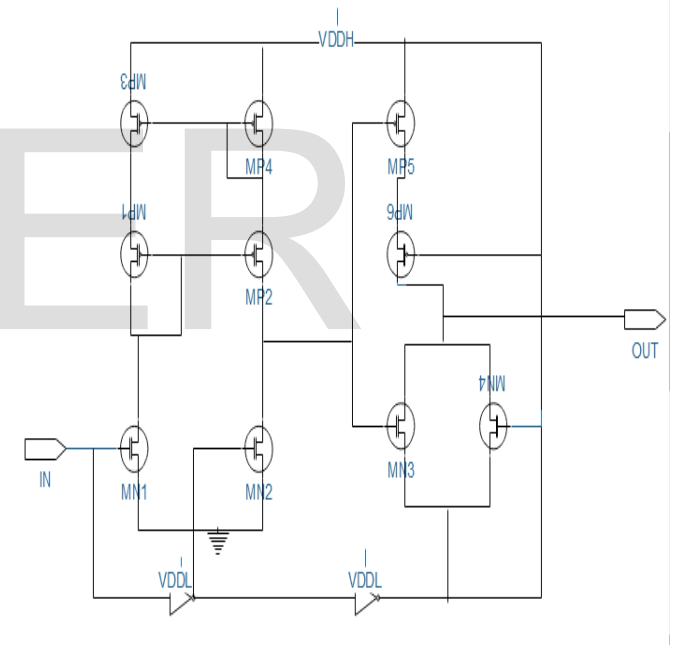 VDDH
MP3
MP4
MP5
MP1
MP2
MP6
OUT
MN4
IN
MN1
MN2
MN3
VDDL
VDDL
ER